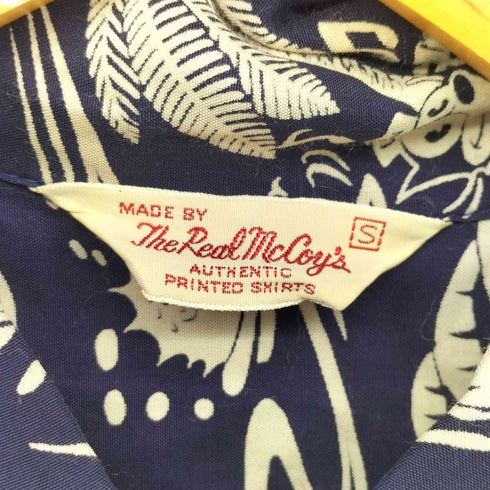 MADE BY
The Real McCoy's
S
AUTHENTIC
PRINTED SHIRTS